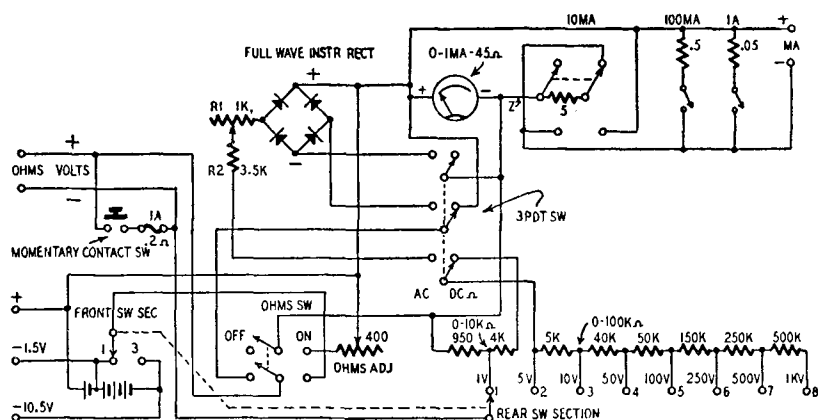 10MA 100MA 1A
+
FULL WAVE INSTR RECT
0-1MA-45Ω
.5 .05 MA
+ + − −
R1 1K,
Z
5
R2 3.5K
−
+
OHMS VOLTS
−
1A
.2Ω
MOMENTARY CONTACT SW
3PDT SW
AC DCΩ
+
FRONT SW SEC
OHMS SW
OFF ON
400
OHMS ADJ
1 3
-1.5V
-10.5V
0-10KΩ 0-100KΩ
950 4K 5K 40K 50K 150K 250K 500K
1V 5V 10V 50V 100V 250V 500V 1KV
1 2 3 4 5 6 7 8
REAR SW SECTION